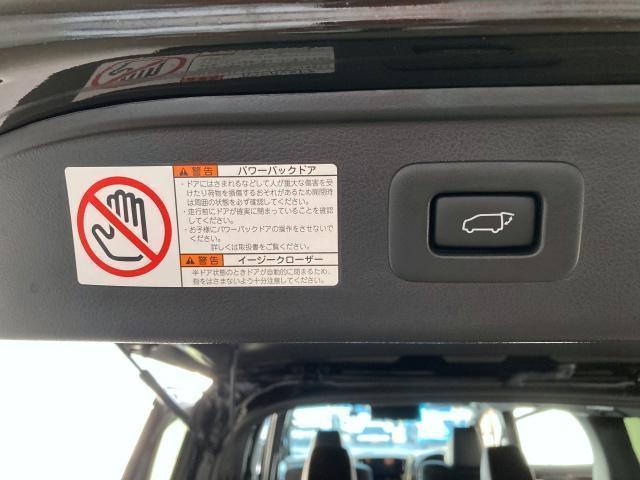 警告 パワーバックドア
・ドアにはさまれるなどして人が重大な傷害を受
けたり荷物を損傷するおそれがあるため開閉時
は周囲の状態を必ず確認してください。
・走行前にドアが確実に閉まっていることを確認
してください。
・お子様にパワーバックドアの操作をさせないで
ください。
詳しくは取扱書をご覧ください。
警告 イージークローザー
半ドア状態のときドアが自動的に閉まるため、
指をはさまないよう十分注意してください。